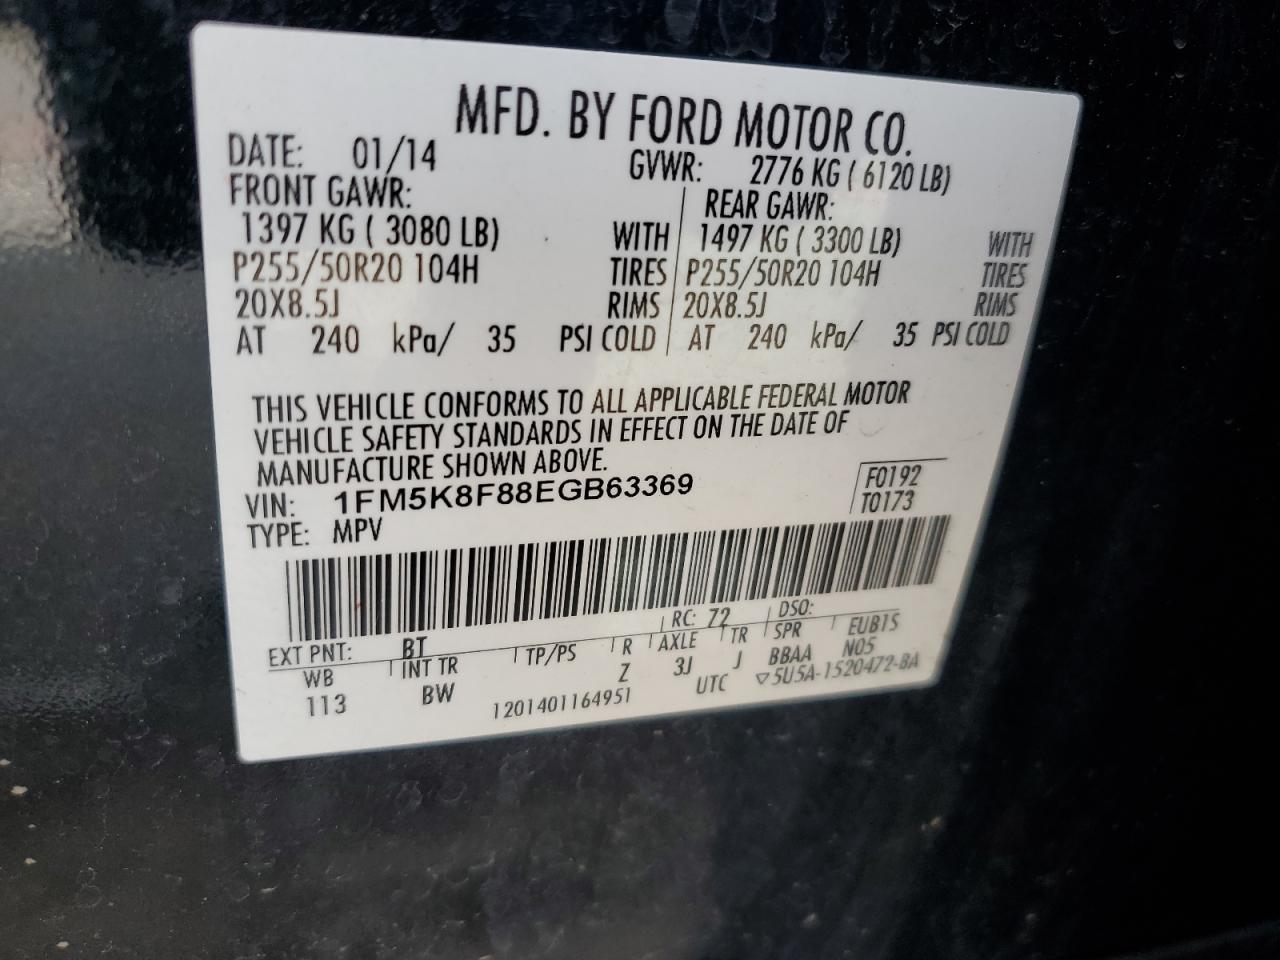 MFD. BY FORD MOTOR CO.
DATE: 01/14 GVWR: 2776 KG ( 6120 LB)
FRONT GAWR: REAR GAWR:
1397 KG ( 3080 LB) WITH 1497 KG ( 3300 LB) WITH
P255/50R20 104H TIRES P255/50R20 104H TIRES
20X8.5J RIMS 20X8.5J RIMS
AT 240 kPa/ 35 PSI COLD AT 240 kPa/ 35 PSI COLD
THIS VEHICLE CONFORMS TO ALL APPLICABLE FEDERAL MOTOR
VEHICLE SAFETY STANDARDS IN EFFECT ON THE DATE OF
MANUFACTURE SHOWN ABOVE.
VIN: 1FM5K8F88EGB63369 F0192
TYPE: MPV T0173
EXT PNT: BT RC: 72 DSO:
WB INT TR TP/PS R AXLE TR SPR EUB1S
113 BW Z 3J J BBAA N05
1201401164951 UTC ▽5U5A-1520472-BA